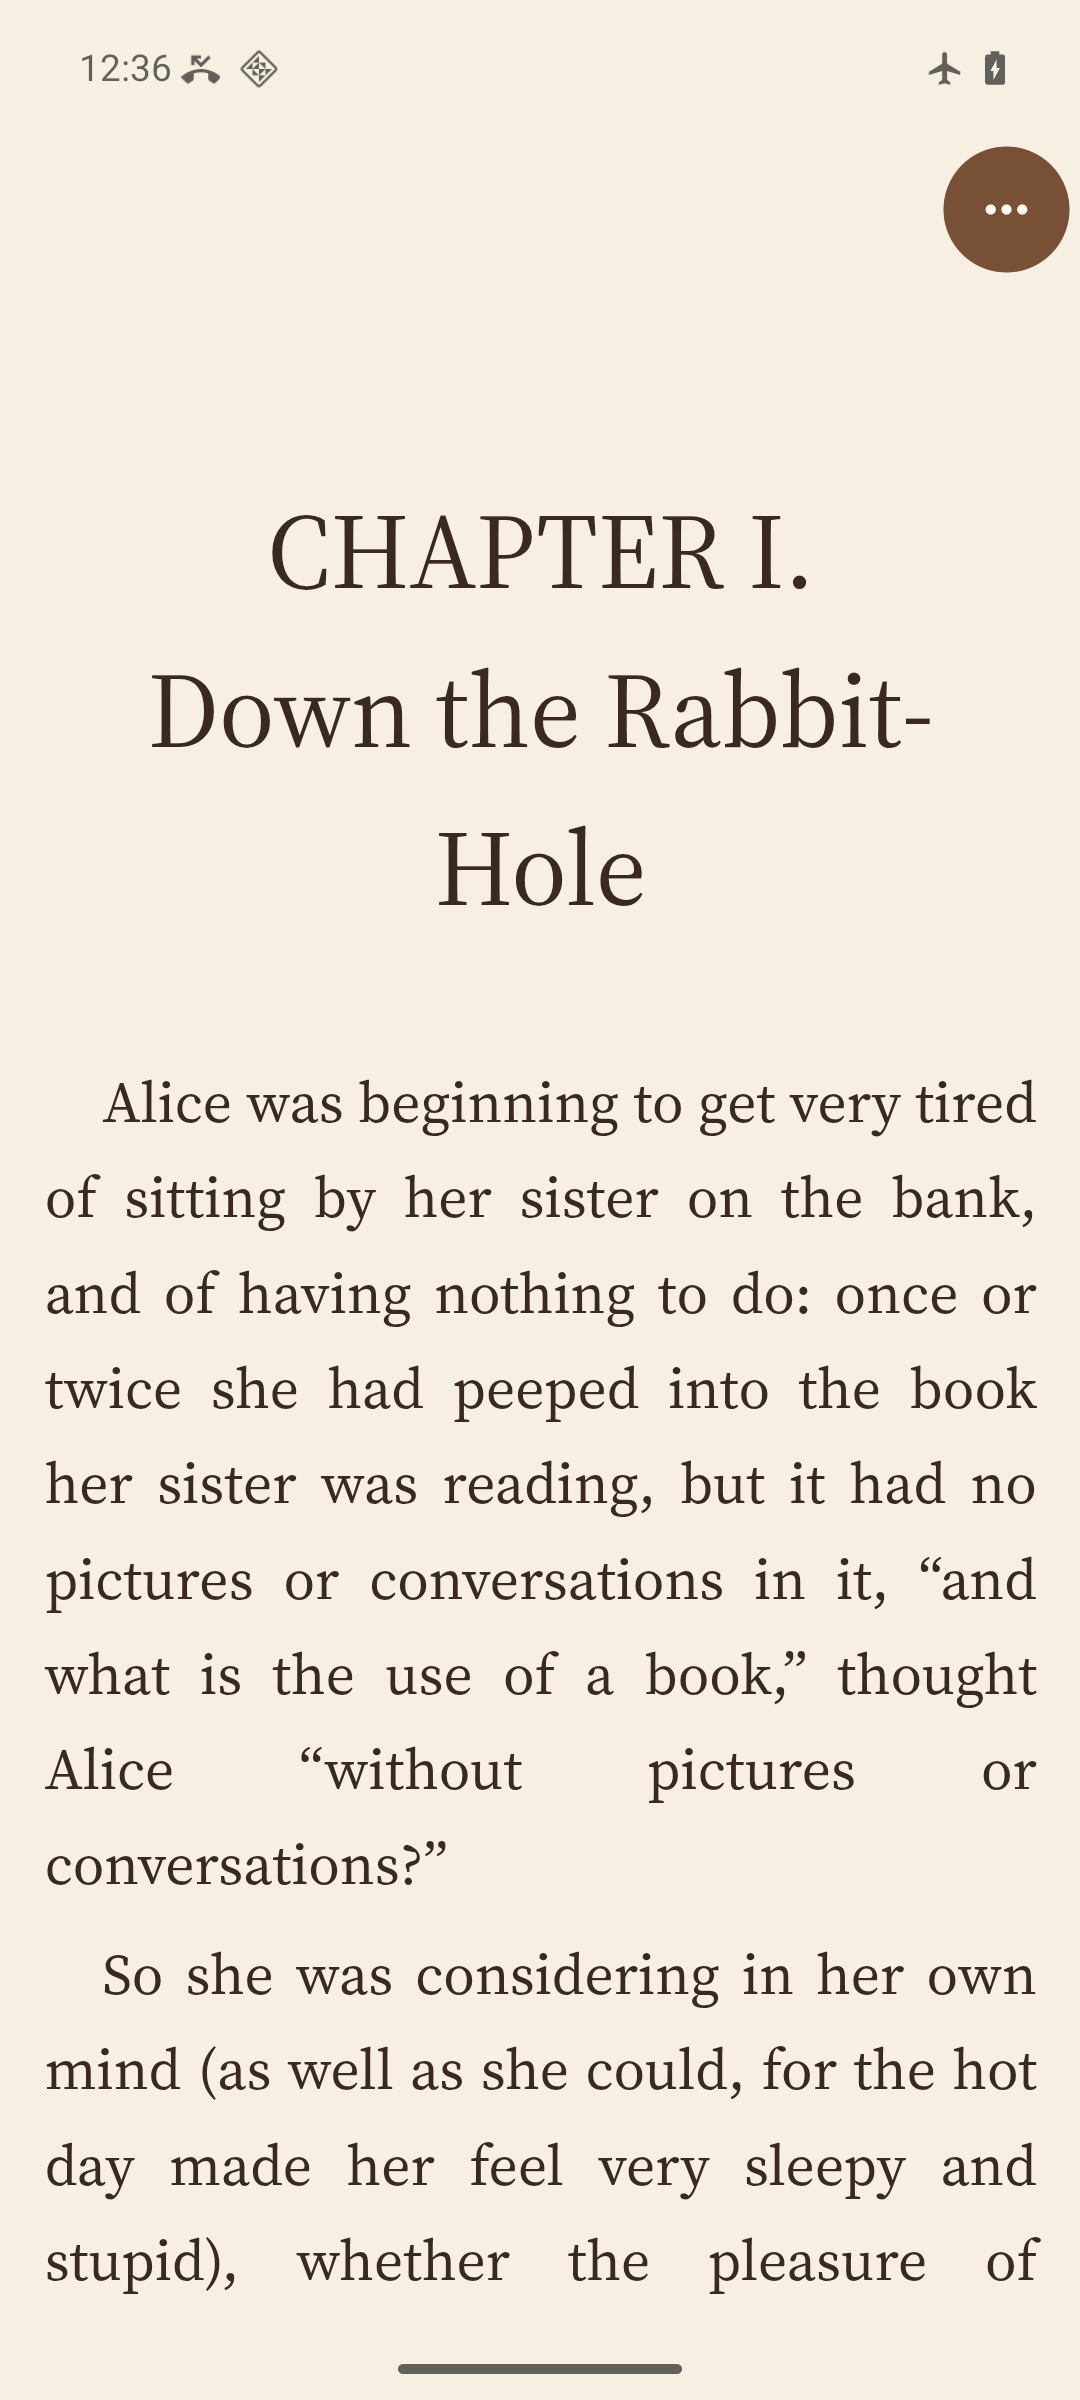 12:36
CHAPTER I.
Down the Rabbit-
Hole
Alice was beginning to get very tired
of sitting by her sister on the bank,
and of having nothing to do: once or
twice she had peeped into the book
her sister was reading, but it had no
pictures or conversations in it, “and
what is the use of a book,” thought
Alice “without pictures or
conversations?”
So she was considering in her own
mind (as well as she could, for the hot
day made her feel very sleepy and
stupid), whether the pleasure of